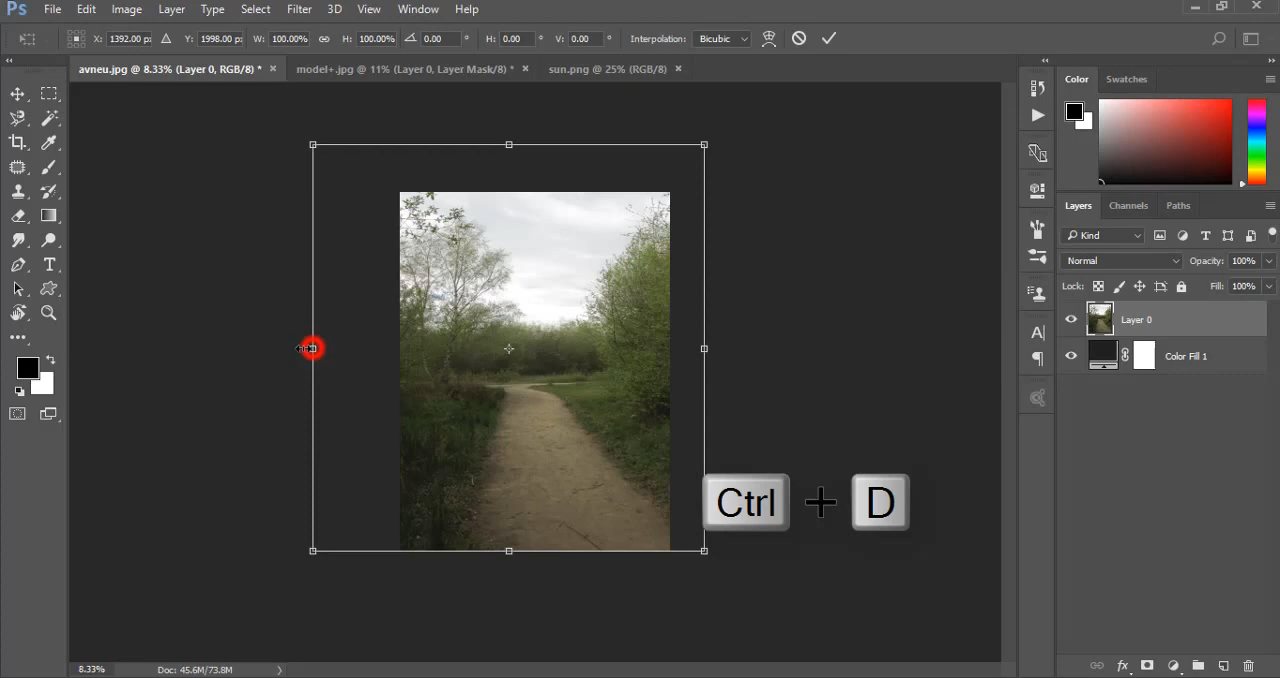 Ps File Edit Image Layer Type Select Filter 3D View Window Help
X: 1392.00 px Y: 1998.00 px W: 100.00% H: 100.00% 0.00 ° H: 0.00 ° V: 0.00 ° Interpolation: Bicubic
avneu.jpg @ 8.33% (Layer 0, RGB/8) * × model+.jpg @ 11% (Layer 0, Layer Mask/8) * × sun.png @ 25% (RGB/8) ×
Color Swatches
Layers Channels Paths
Kind
Normal Opacity: 100%
Lock: Fill: 100%
Layer 0
Color Fill 1
Ctrl + D
8.33% Doc: 45.6M/73.8M